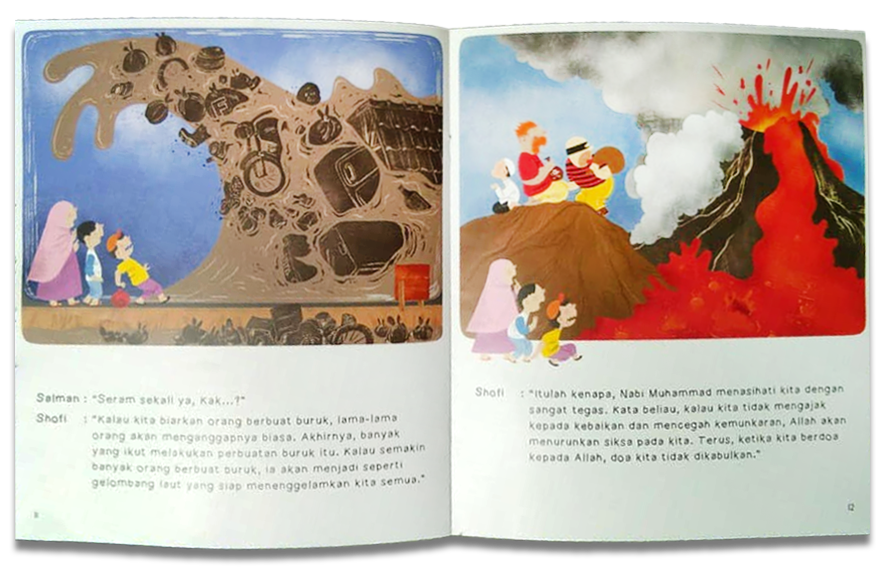 Salman : "Seram sekali ya, Kak...?"
Shofi : "Kalau kita biarkan orang berbuat buruk, lama-lama
orang akan menganggapnya biasa. Akhirnya, banyak
yang ikut melakukan perbuatan buruk itu. Kalau semakin
banyak orang berbuat buruk, ia akan menjadi seperti
gelombang laut yang siap menenggelamkan kita semua."
11
Shofi : "Itulah kenapa, Nabi Muhammad menasihati kita dengan
sangat tegas. Kata beliau, kalau kita tidak mengajak
kepada kebaikan dan mencegah kemunkaran, Allah akan
menurunkan siksa pada kita. Terus, ketika kita berdoa
kepada Allah, doa kita tidak dikabulkan."
12